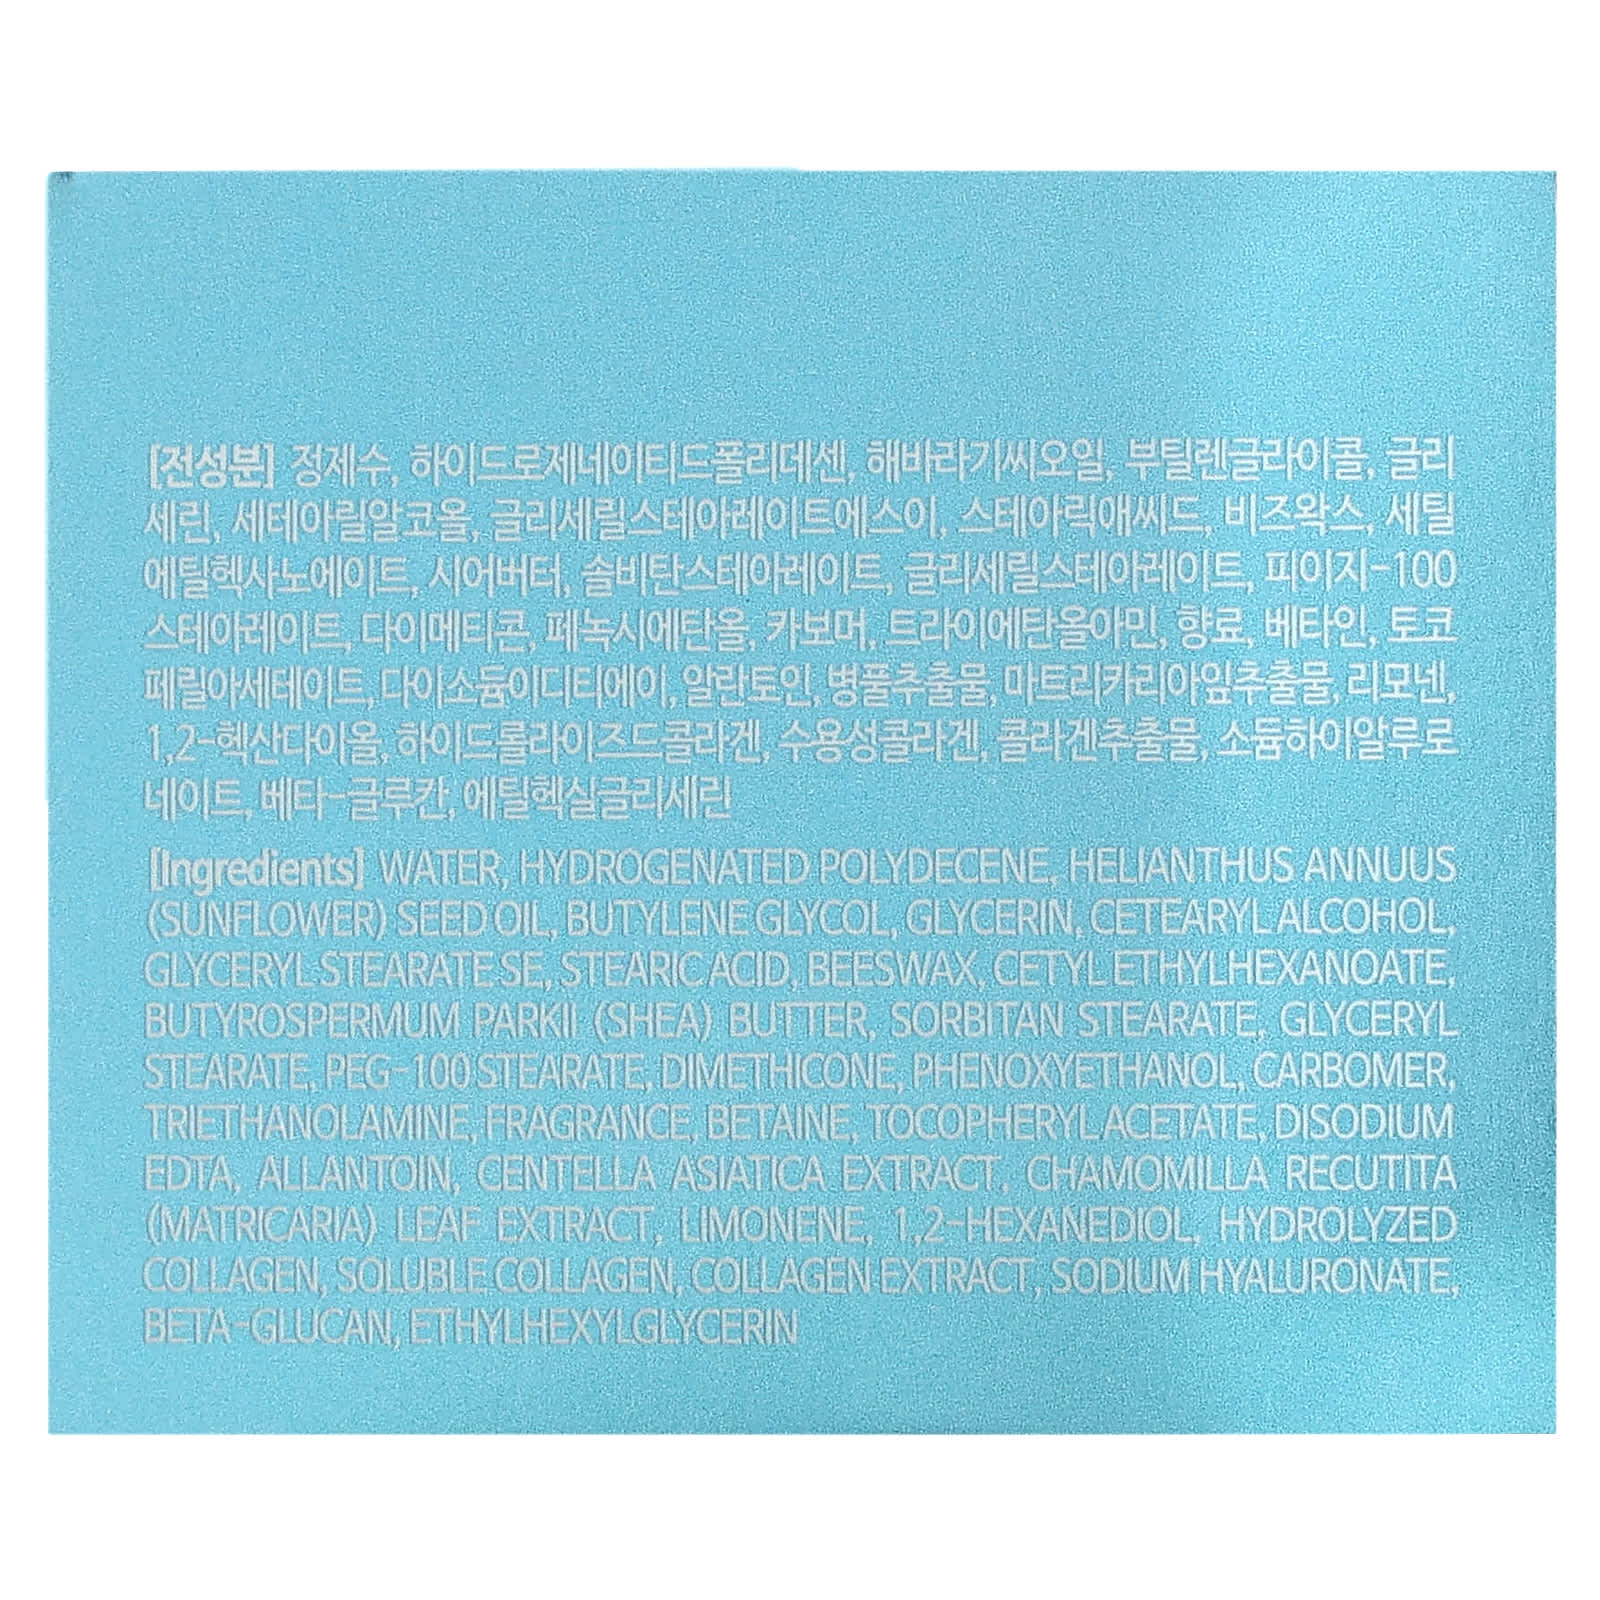 [전성분] 정제수, 하이드로제네이티드폴리데센, 해바라기씨오일, 부틸렌글라이콜, 글리
세린, 세테아릴알코올, 글리세릴스테아레이트에스이, 스테아릭애씨드, 비즈왁스, 세틸
에틸헥사노에이트, 시어버터, 솔비탄스테아레이트, 글리세릴스테아레이트, 피이지-100
스테아레이트, 다이메티콘, 페녹시에탄올, 카보머, 트라이에탄올아민, 향료, 베타인, 토코
페릴아세테이트, 다이소듐이디티에이, 알란토인, 병풀추출물, 마트리카리아잎추출물, 리모넨,
1,2-헥산다이올, 하이드롤라이즈드콜라겐, 수용성콜라겐, 콜라겐추출물, 소듐하이알루로
네이트, 베타-글루칸, 에틸헥실글리세린
[Ingredients] WATER, HYDROGENATED POLYDECENE, HELIANTHUS ANNUUS
(SUNFLOWER) SEED OIL, BUTYLENE GLYCOL, GLYCERIN, CETEARYL ALCOHOL,
GLYCERYL STEARATE SE, STEARIC ACID, BEESWAX, CETYL ETHYLHEXANOATE,
BUTYROSPERMUM PARKII (SHEA) BUTTER, SORBITAN STEARATE, GLYCERYL
STEARATE, PEG-100 STEARATE, DIMETHICONE, PHENOXYETHANOL, CARBOMER,
TRIETHANOLAMINE, FRAGRANCE, BETAINE, TOCOPHERYL ACETATE, DISODIUM
EDTA, ALLANTOIN, CENTELLA ASIATICA EXTRACT, CHAMOMILLA RECUTITA
(MATRICARIA) LEAF EXTRACT, LIMONENE, 1,2-HEXANEDIOL, HYDROLYZED
COLLAGEN, SOLUBLE COLLAGEN, COLLAGEN EXTRACT, SODIUM HYALURONATE,
BETA-GLUCAN, ETHYLHEXYLGLYCERIN